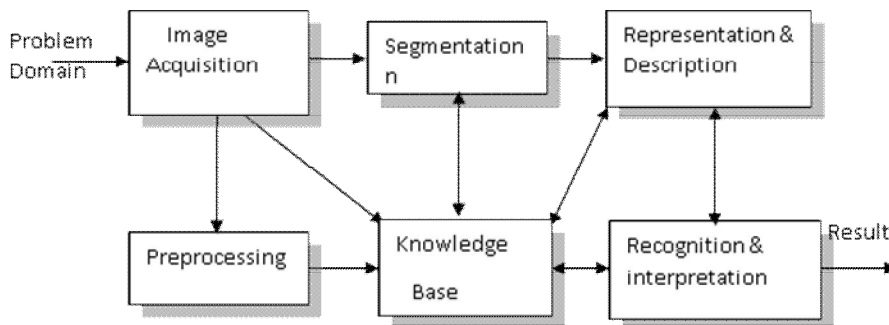 Problem
Domain
Image
Acquisition
Segmentation
n
Representation &
Description
Preprocessing
Knowledge
Base
Recognition &
interpretation
Result